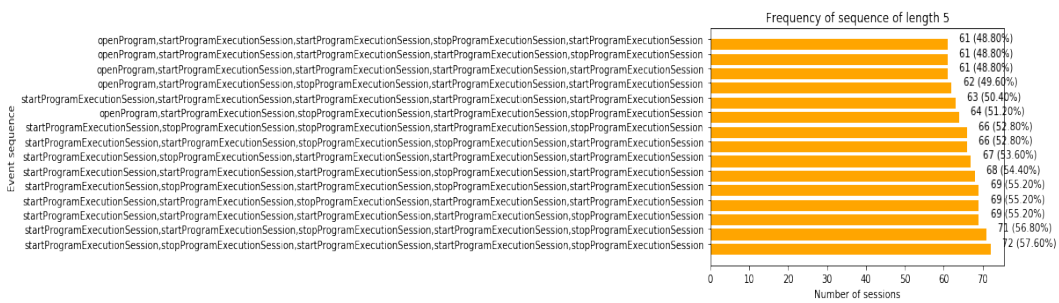 Frequency of sequence of length 5
openProgram,startProgramExecutionSession,startProgramExecutionSession,stopProgramExecutionSession,startProgramExecutionSession 61 (48.80%)
openProgram,startProgramExecutionSession,stopProgramExecutionSession,startProgramExecutionSession,startProgramExecutionSession 61 (48.80%)
openProgram,startProgramExecutionSession,startProgramExecutionSession,startProgramExecutionSession,startProgramExecutionSession 61 (48.80%)
openProgram,startProgramExecutionSession,startProgramExecutionSession,startProgramExecutionSession,stopProgramExecutionSession 62 (49.60%)
startProgramExecutionSession,startProgramExecutionSession,startProgramExecutionSession,startProgramExecutionSession,startProgramExecutionSession 63 (50.40%)
openProgram,startProgramExecutionSession,stopProgramExecutionSession,startProgramExecutionSession,stopProgramExecutionSession 64 (51.20%)
startProgramExecutionSession,stopProgramExecutionSession,stopProgramExecutionSession,startProgramExecutionSession,stopProgramExecutionSession 66 (52.80%)
startProgramExecutionSession,startProgramExecutionSession,stopProgramExecutionSession,stopProgramExecutionSession,startProgramExecutionSession 66 (52.80%)
startProgramExecutionSession,stopProgramExecutionSession,startProgramExecutionSession,startProgramExecutionSession,startProgramExecutionSession 67 (53.60%)
startProgramExecutionSession,startProgramExecutionSession,startProgramExecutionSession,stopProgramExecutionSession,startProgramExecutionSession 68 (54.40%)
startProgramExecutionSession,stopProgramExecutionSession,startProgramExecutionSession,stopProgramExecutionSession,startProgramExecutionSession 69 (55.20%)
startProgramExecutionSession,startProgramExecutionSession,stopProgramExecutionSession,startProgramExecutionSession,startProgramExecutionSession 69 (55.20%)
startProgramExecutionSession,startProgramExecutionSession,startProgramExecutionSession,startProgramExecutionSession,stopProgramExecutionSession 69 (55.20%)
startProgramExecutionSession,startProgramExecutionSession,stopProgramExecutionSession,startProgramExecutionSession,stopProgramExecutionSession 71 (56.80%)
startProgramExecutionSession,stopProgramExecutionSession,startProgramExecutionSession,startProgramExecutionSession,stopProgramExecutionSession 72 (57.60%)
Event sequence
0 10 20 30 40 50 60 70
Number of sessions